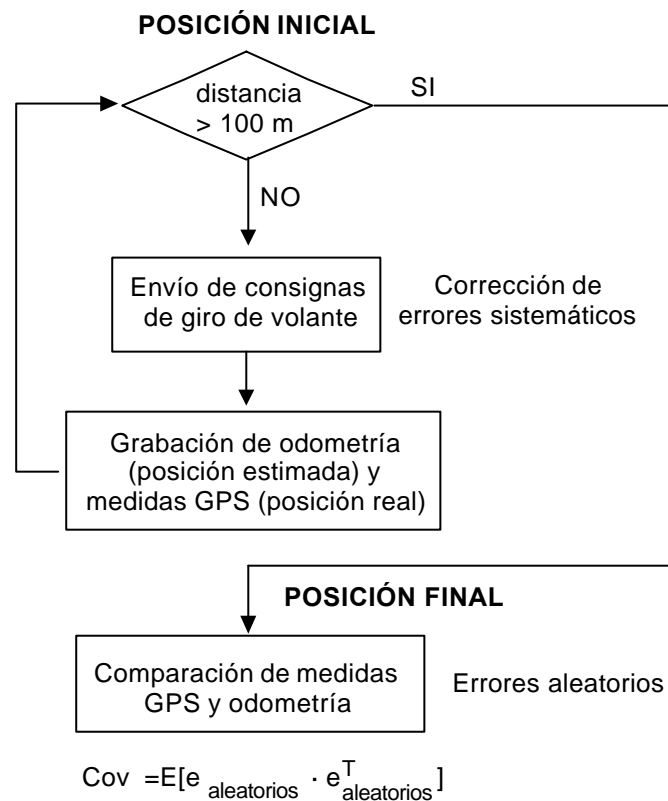 POSICIÓN INICIAL
distancia
> 100 m
SI
NO
Envío de consignas
de giro de volante
Corrección de
errores sistemáticos
Grabación de odometría
(posición estimada) y
medidas GPS (posición real)
POSICIÓN FINAL
Comparación de medidas
GPS y odometría
Errores aleatorios
Cov =E[e aleatorios · e^T aleatorios]